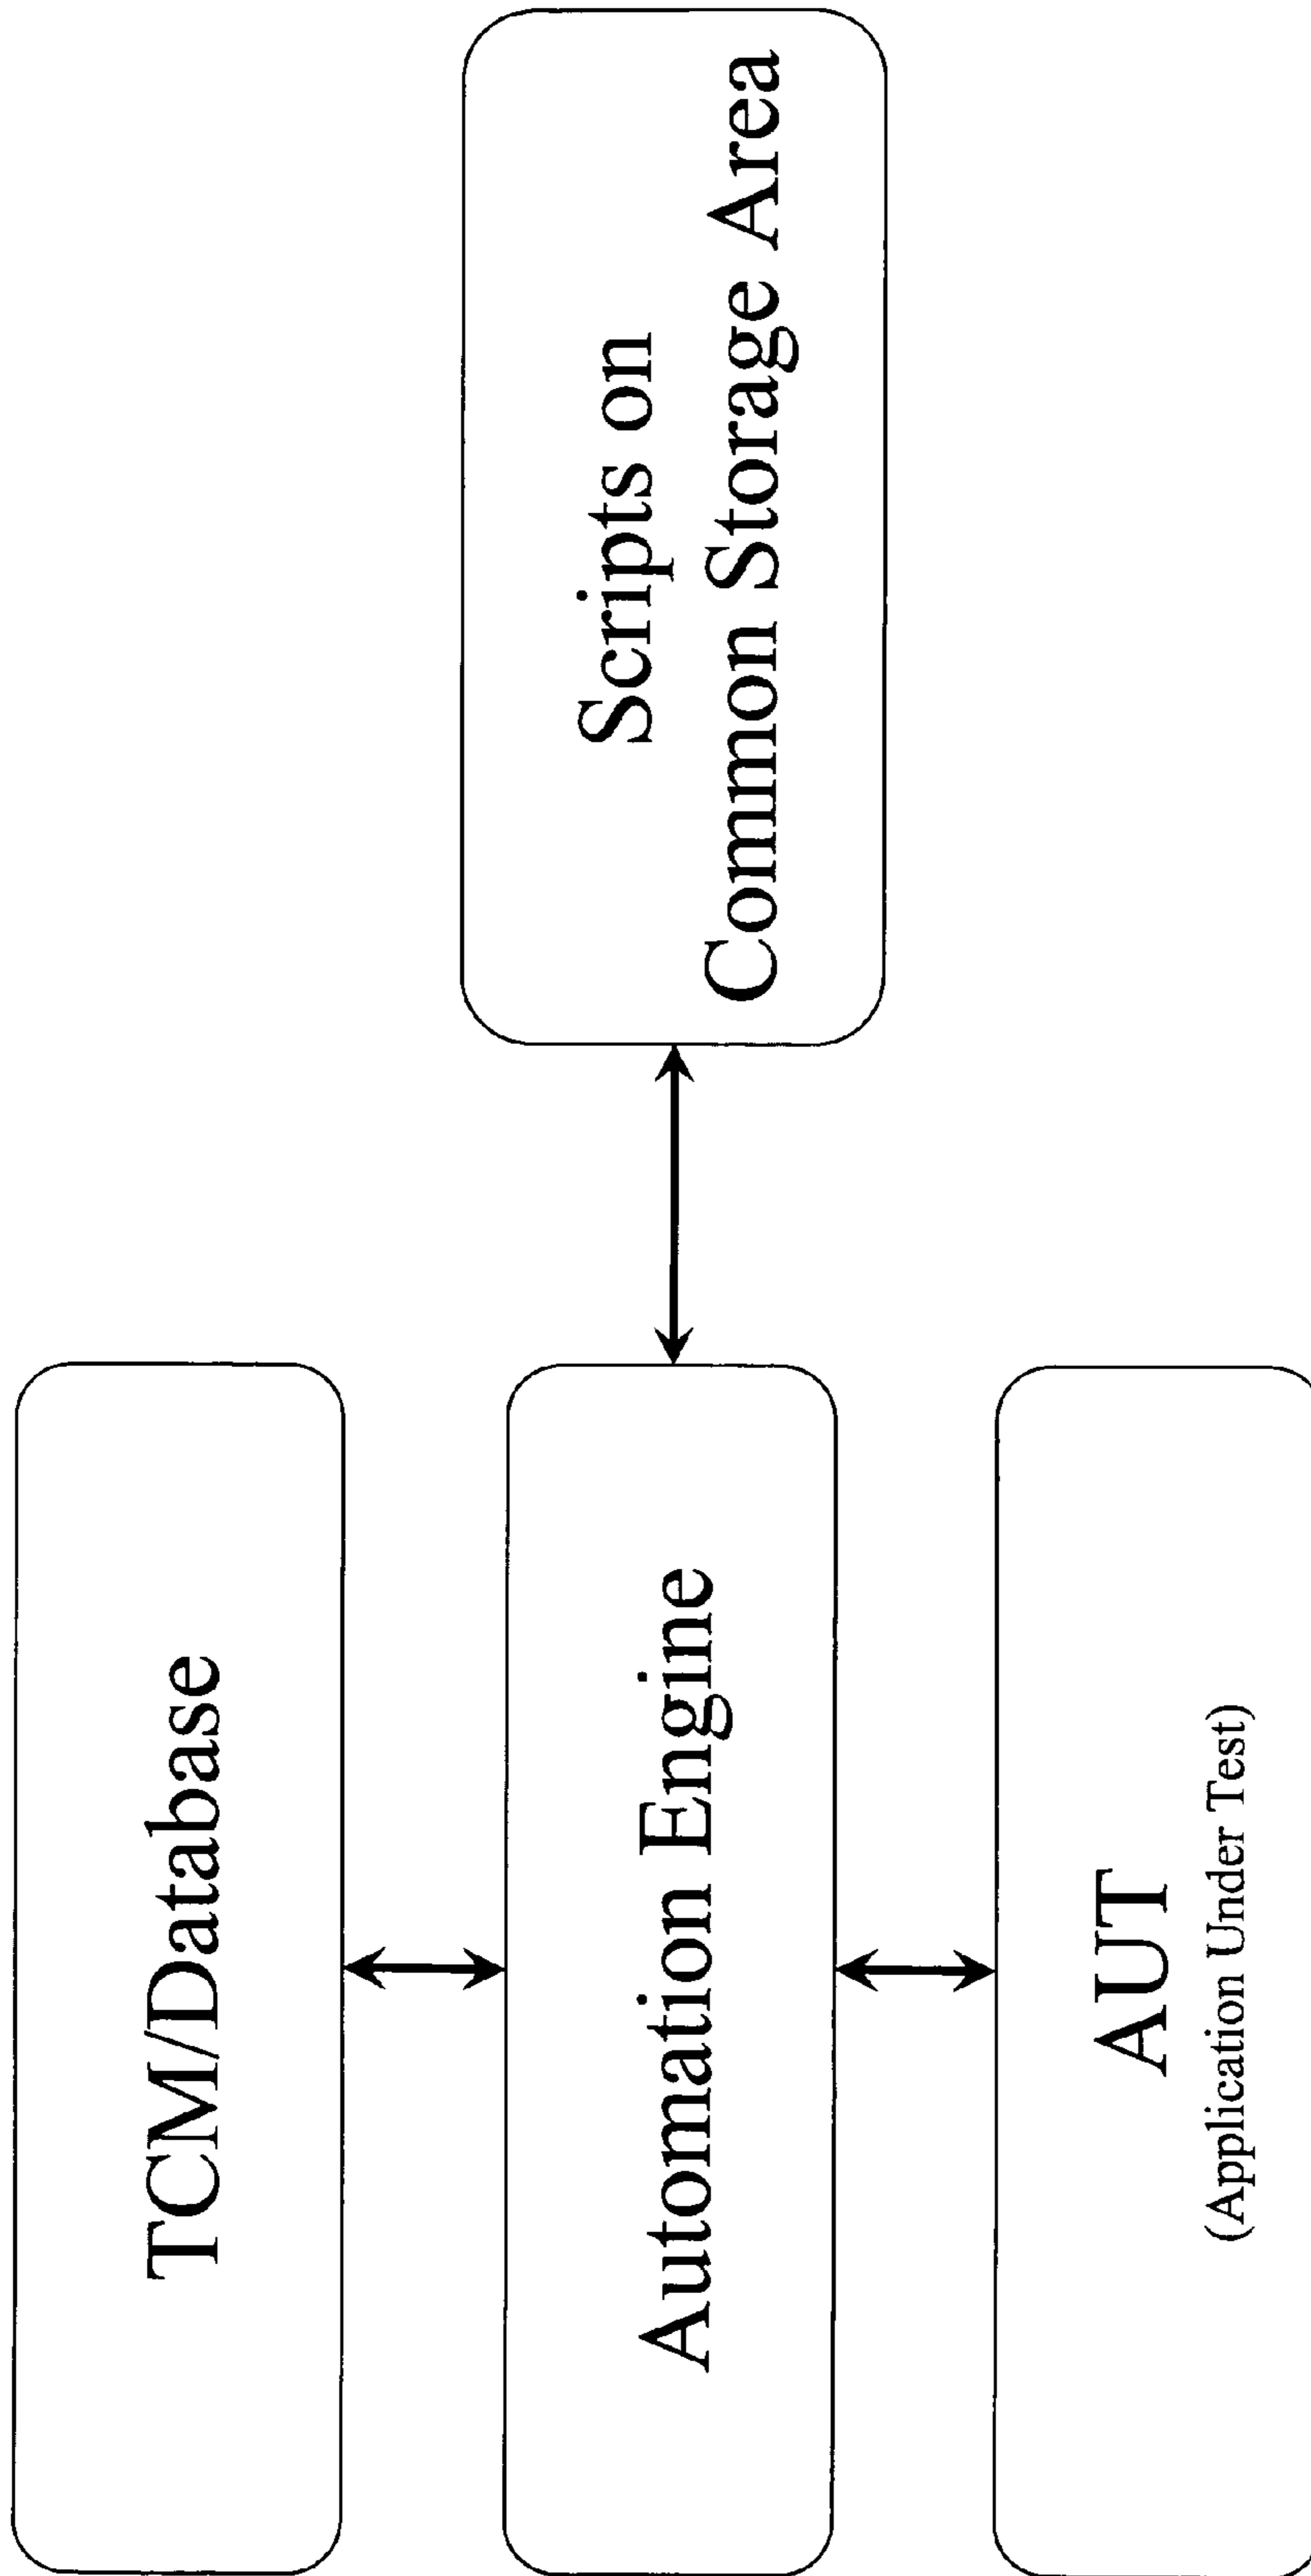 TCM/Database
Automation Engine
Scripts on
Common Storage Area
AUT
(Application Under Test)